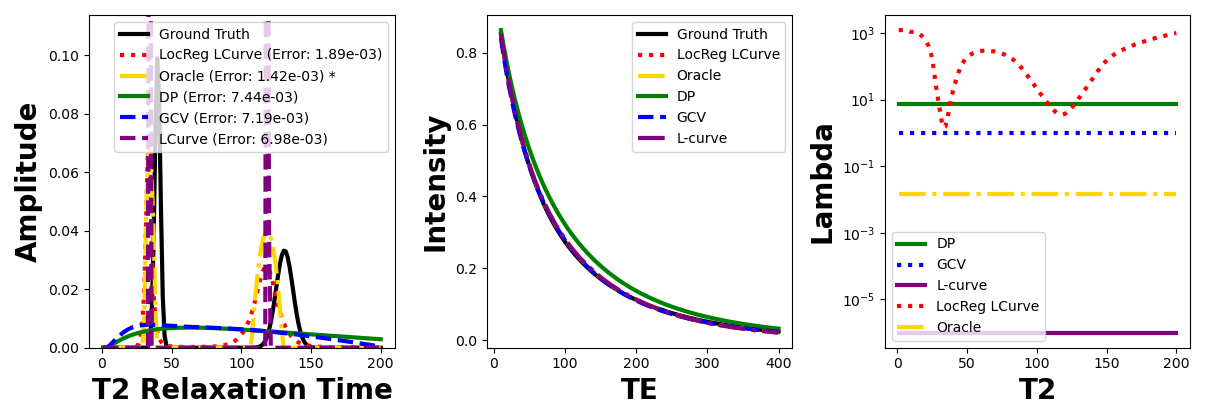 Amplitude
0.10
0.08
0.06
0.04
0.02
0.00
0
50
100
150
200
T2 Relaxation Time
Ground Truth
LocReg LCurve (Error: 1.89e-03)
Oracle (Error: 1.42e-03) *
DP (Error: 7.44e-03)
GCV (Error: 7.19e-03)
LCurve (Error: 6.98e-03)
Intensity
0.8
0.6
0.4
0.2
0.0
0
100
200
300
400
TE
Ground Truth
LocReg LCurve
Oracle
DP
GCV
L-curve
Lambda
10³
10¹
10⁻¹
10⁻³
10⁻⁵
0
50
100
150
200
T2
DP
GCV
L-curve
LocReg LCurve
Oracle